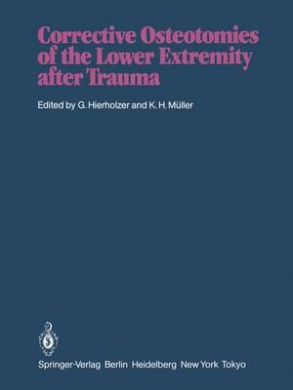 Corrective Osteotomies
of the Lower Extremity
after Trauma
Edited by G. Hierholzer and K. H. Müller
Springer-Verlag Berlin Heidelberg New York Tokyo